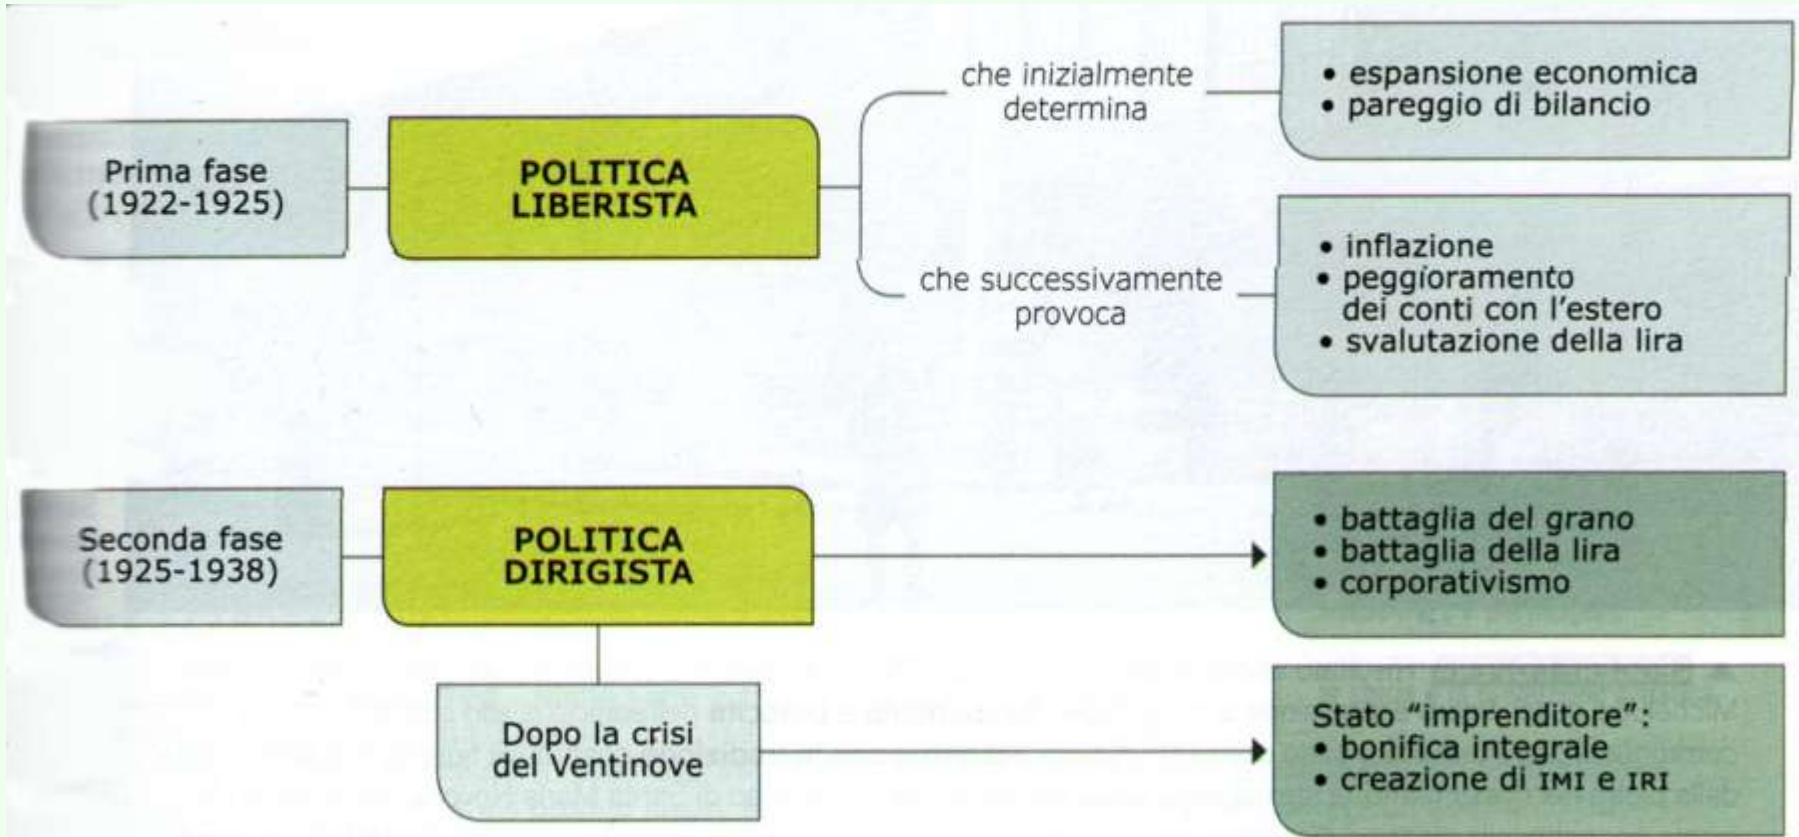 Prima fase
(1922-1925)
POLITICA
LIBERISTA
che inizialmente
determina
• espansione economica
• pareggio di bilancio
che successivamente
provoca
• inflazione
• peggioramento
dei conti con l'estero
• svalutazione della lira
Seconda fase
(1925-1938)
POLITICA
DIRIGISTA
• battaglia del grano
• battaglia della lira
• corporativismo
Dopo la crisi
del Ventinove
Stato "imprenditore":
• bonifica integrale
• creazione di IMI e IRI